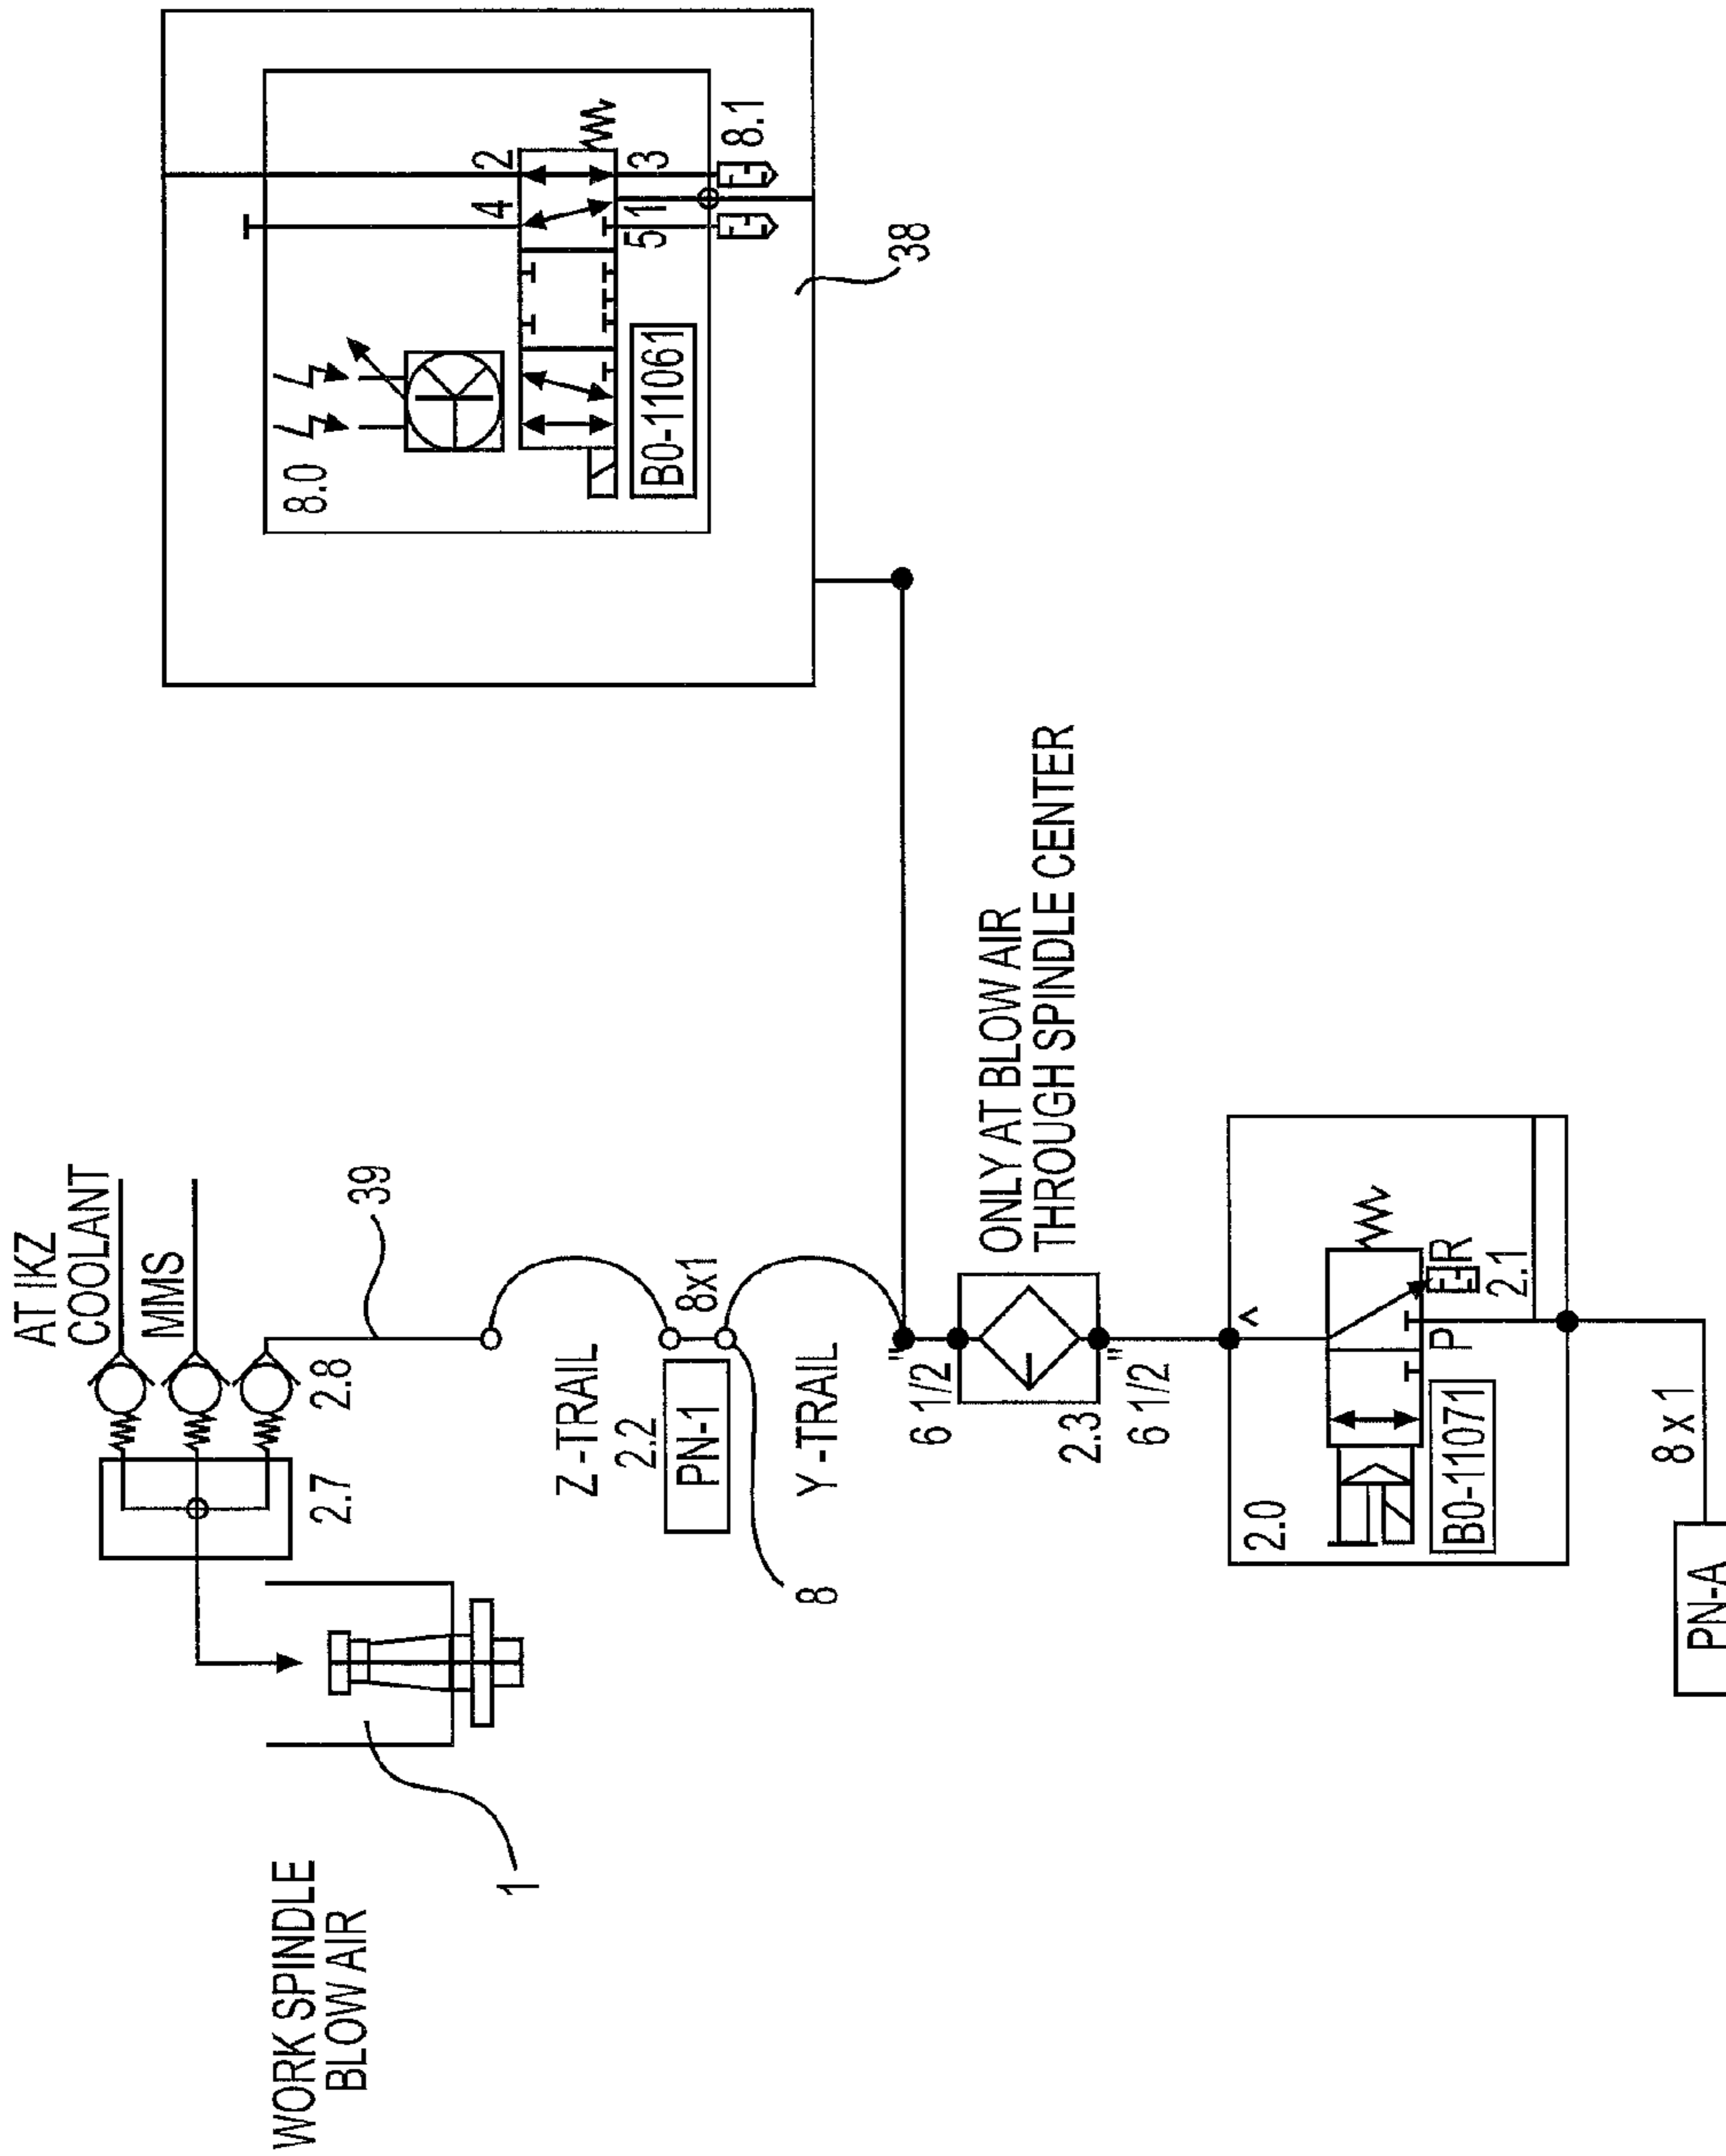 AT IKZ
COOLANT
MMS
39
2.8
2.7
WORK SPINDLE
BLOW AIR
1
Z -TRAIL
2.2
PN-1
8x1
Y -TRAIL
8
6 1/2"
ONLY AT BLOW AIR
THROUGH SPINDLE CENTER
2.3
6 1/2"
2.0
B0-11071
P
R
2.1
8 x 1
PN-A
8.0
B0-11061
4
2
5
1
3
8.1
38